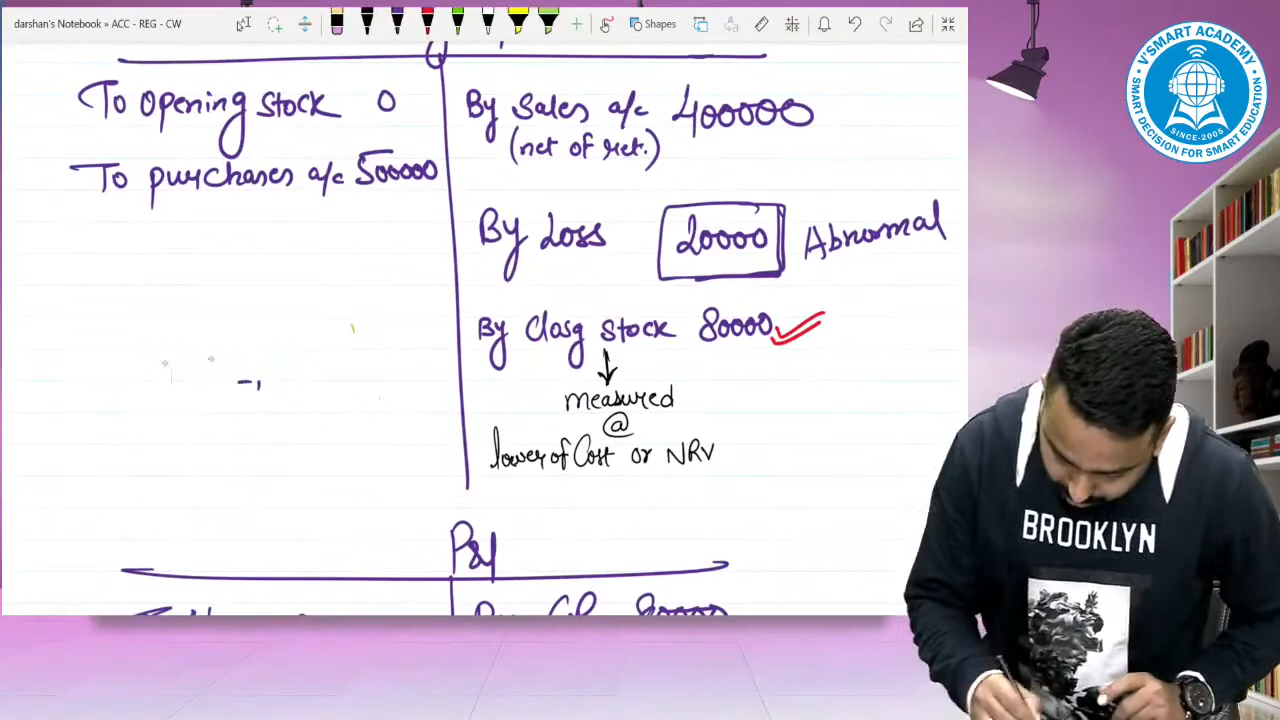 darshan's Notebook » ACC - REG - CW
Shapes
To opening stock 0
To purchases a/c 500000
By Sales a/c 400000
(net of ret.)
By Loss 20000 Abnormal
By Closg stock 80000
measured
@
lower of Cost or NRV
P&L
V'SMART ACADEMY
SINCE-2005
SMART DECISION FOR SMART EDUCATION
BROOKLYN